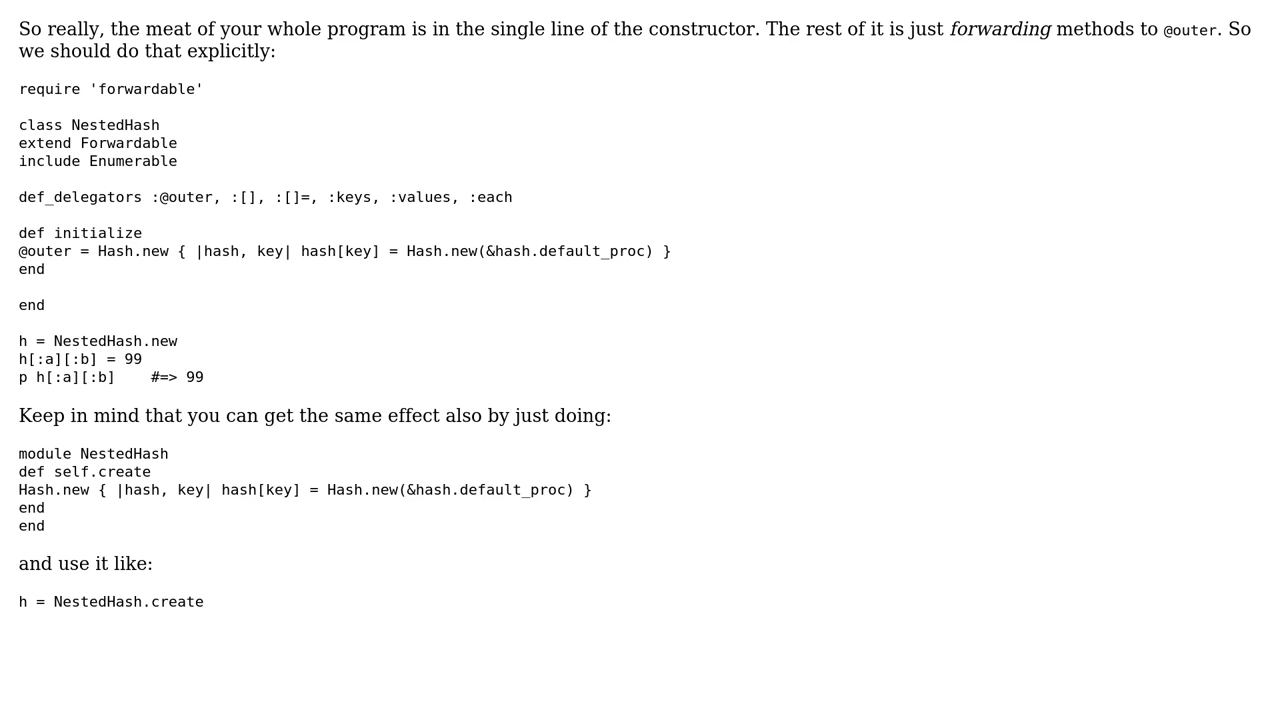 So really, the meat of your whole program is in the single line of the constructor. The rest of it is just forwarding methods to @outer. So
we should do that explicitly:
require 'forwardable'
class NestedHash
extend Forwardable
include Enumerable
def_delegators :@outer, :[], :[]=, :keys, :values, :each
def initialize
@outer = Hash.new { |hash, key| hash[key] = Hash.new(&hash.default_proc) }
end
end
h = NestedHash.new
h[:a][:b] = 99
p h[:a][:b]    #=> 99
Keep in mind that you can get the same effect also by just doing:
module NestedHash
def self.create
Hash.new { |hash, key| hash[key] = Hash.new(&hash.default_proc) }
end
end
and use it like:
h = NestedHash.create